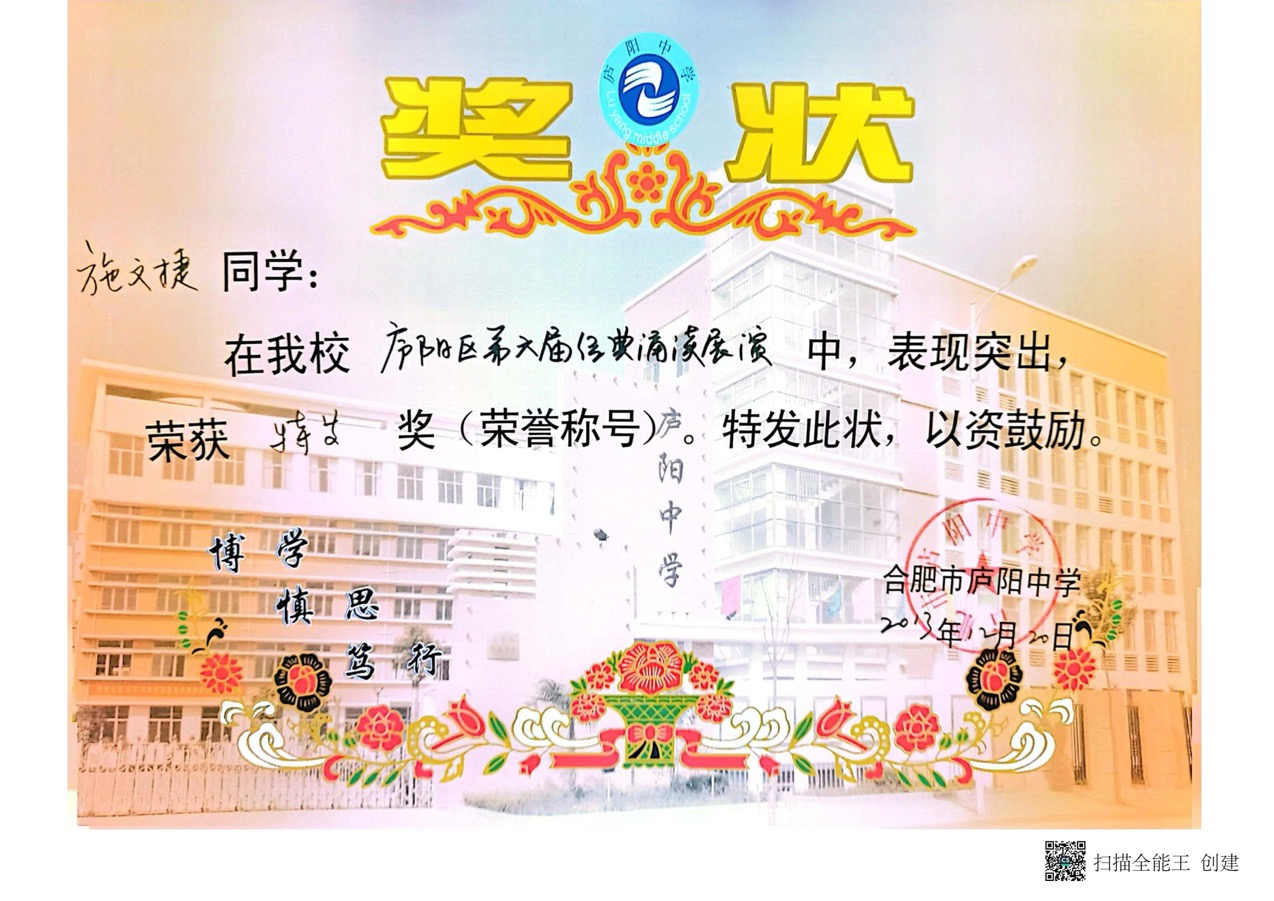 庐阳中学
Lu yang middle school
奖 状
施文捷 同学：
在我校 庐阳区第六届经典诵读展演 中，表现突出，
荣获 特等 奖（荣誉称号）。特发此状，以资鼓励。
庐阳中学
博 学
慎 思
笃 行
合肥市庐阳中学
2013年12月20日
扫描全能王 创建